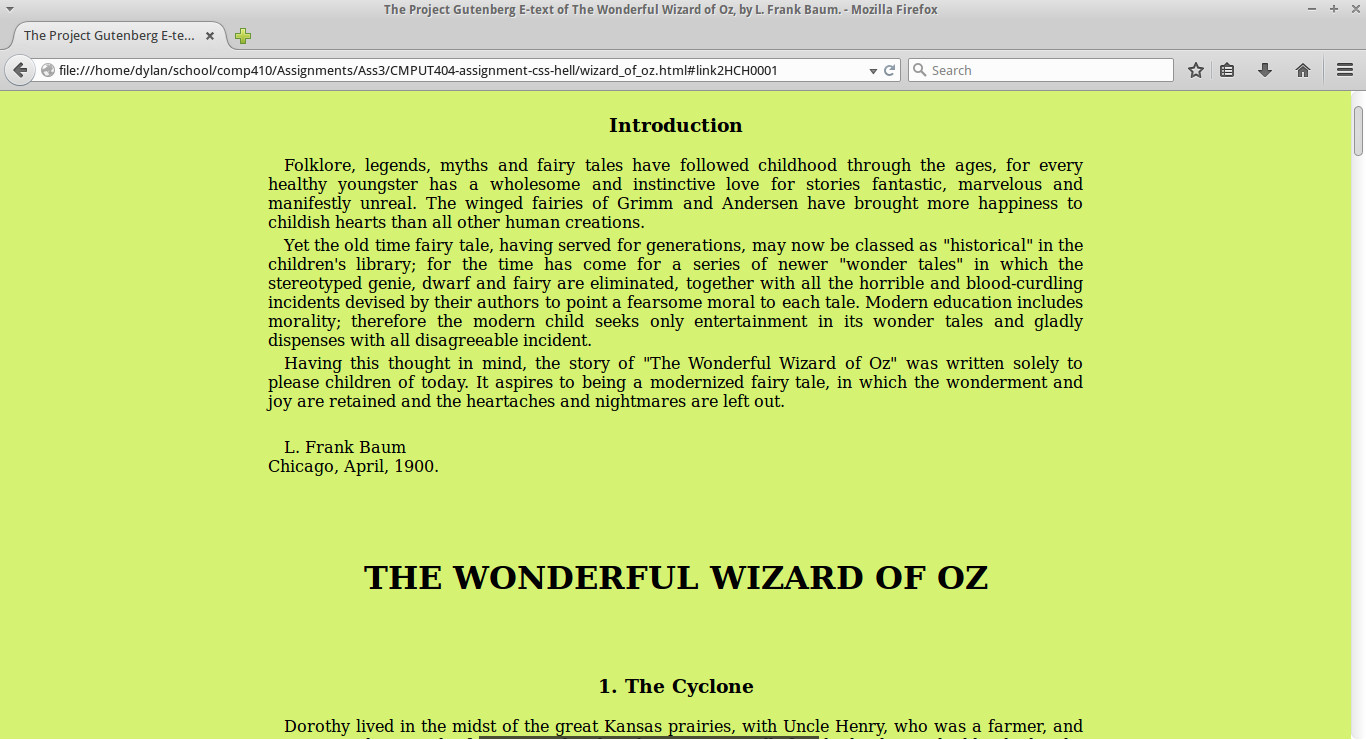 The Project Gutenberg E-text of The Wonderful Wizard of Oz, by L. Frank Baum. - Mozilla Firefox
The Project Gutenberg E-te...
file:///home/dylan/school/comp410/Assignments/Ass3/CMPUT404-assignment-css-hell/wizard_of_oz.html#link2HCH0001
Search
Introduction
Folklore, legends, myths and fairy tales have followed childhood through the ages, for every
healthy youngster has a wholesome and instinctive love for stories fantastic, marvelous and
manifestly unreal. The winged fairies of Grimm and Andersen have brought more happiness to
childish hearts than all other human creations.
Yet the old time fairy tale, having served for generations, may now be classed as "historical" in the
children's library; for the time has come for a series of newer "wonder tales" in which the
stereotyped genie, dwarf and fairy are eliminated, together with all the horrible and blood-curdling
incidents devised by their authors to point a fearsome moral to each tale. Modern education includes
morality; therefore the modern child seeks only entertainment in its wonder tales and gladly
dispenses with all disagreeable incident.
Having this thought in mind, the story of "The Wonderful Wizard of Oz" was written solely to
please children of today. It aspires to being a modernized fairy tale, in which the wonderment and
joy are retained and the heartaches and nightmares are left out.
L. Frank Baum
Chicago, April, 1900.
THE WONDERFUL WIZARD OF OZ
1. The Cyclone
Dorothy lived in the midst of the great Kansas prairies, with Uncle Henry, who was a farmer, and